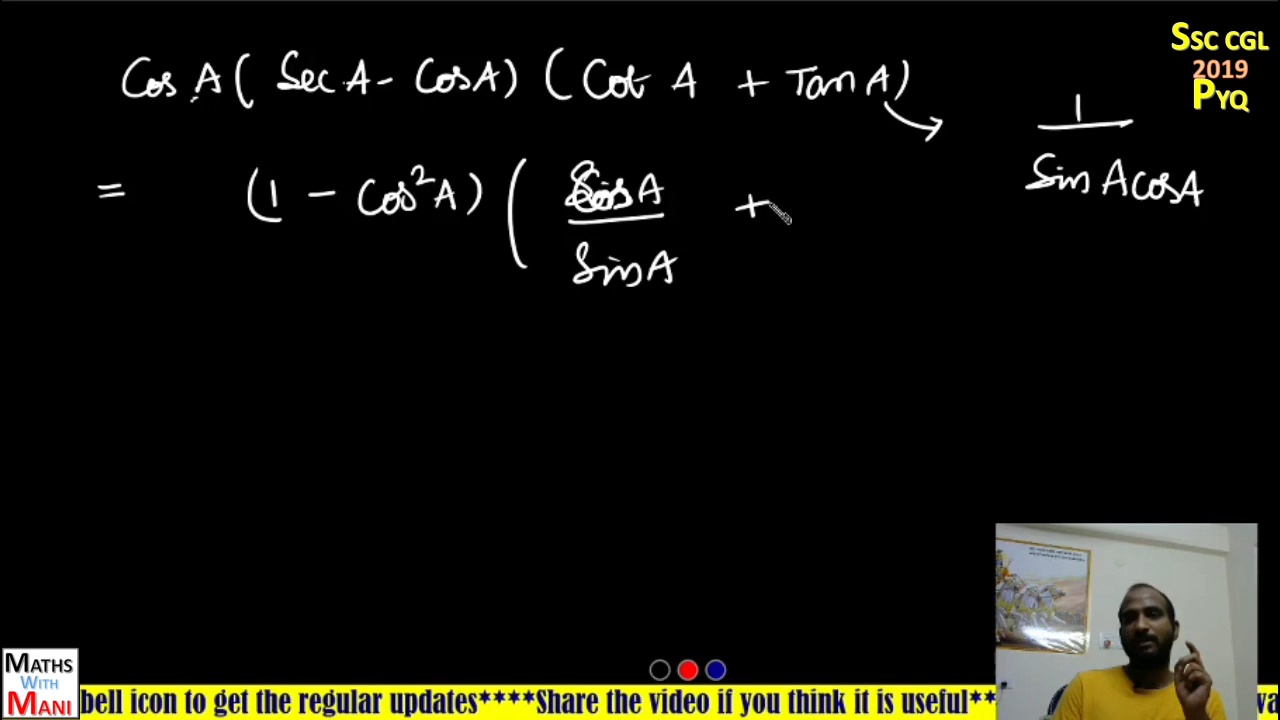 Cos A ( Sec A - Cos A) ( Cot A + Tan A)
SSC CGL
2019
PYQ
1
Sin A cos A
= (1 - Cos²A) ( Cos A +
Sin A
MATHS
WITH
MANI
bell icon to get the regular updates****Share the video if you think it is useful**